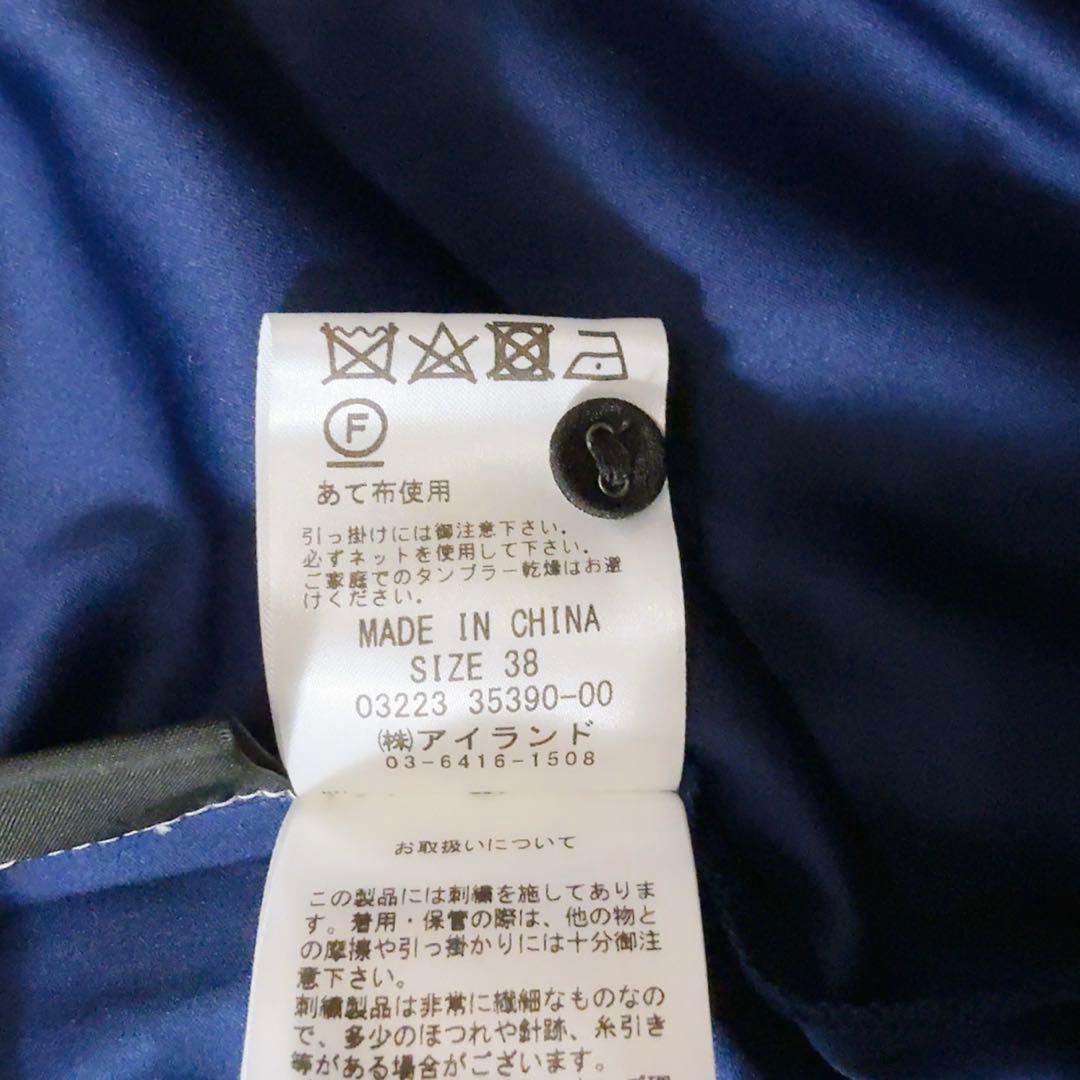 F
あて布使用
引っ掛けには御注意下さい.
必ずネットを使用して下さい.
ご家庭でのタンブラー乾燥はお避
けください.
MADE IN CHINA
SIZE 38
03223 35390-00
㈱アイランド
03-6416-1508
お取扱いについて
この製品には刺繍を施してありま
す。着用・保管の際は、他の物と
の摩擦や引っ掛かりには十分御注
意下さい。
刺繍製品は非常に繊細なものなの
で、多少のほつれや針跡、糸引き
等がある場合がございます。